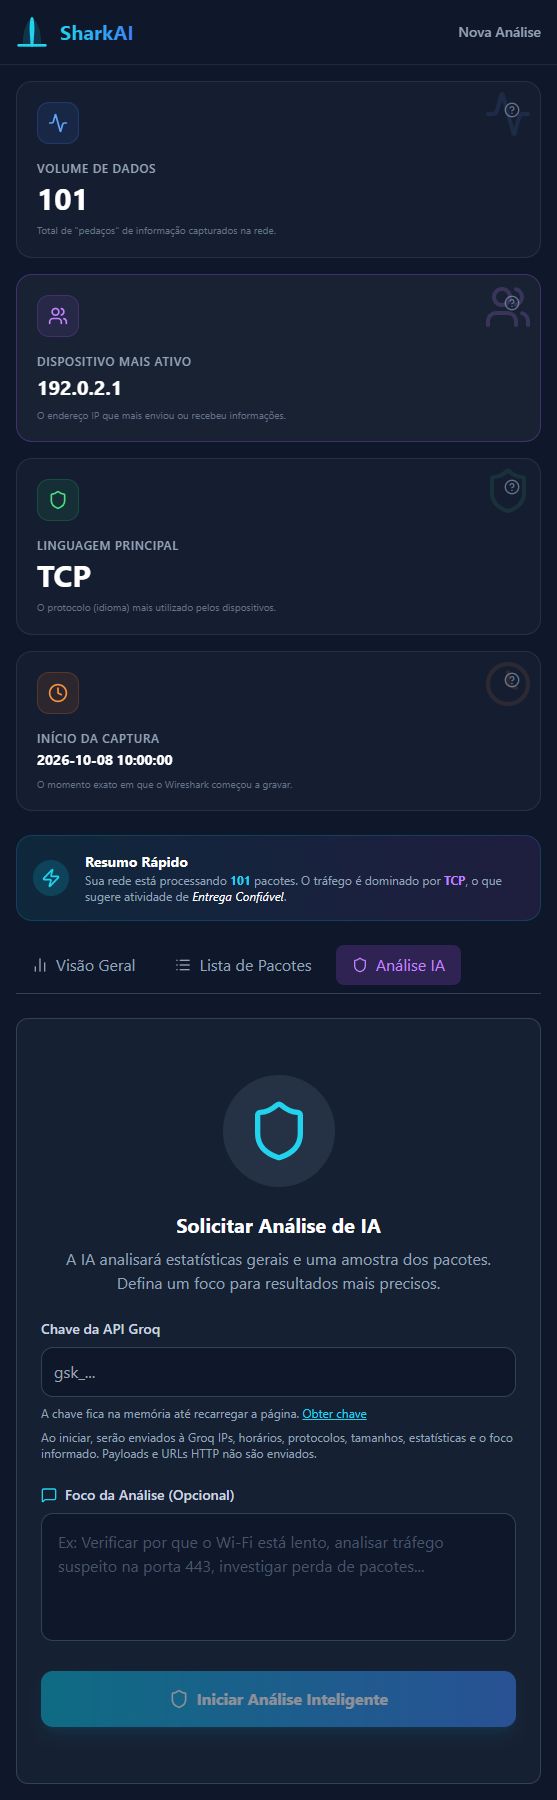 SharkAI
Nova Análise
VOLUME DE DADOS
101
Total de "pedaços" de informação capturados na rede.
DISPOSITIVO MAIS ATIVO
192.0.2.1
O endereço IP que mais enviou ou recebeu informações.
LINGUAGEM PRINCIPAL
TCP
O protocolo (idioma) mais utilizado pelos dispositivos.
INÍCIO DA CAPTURA
2026-10-08 10:00:00
O momento exato em que o Wireshark começou a gravar.
Resumo Rápido
Sua rede está processando 101 pacotes. O tráfego é dominado por TCP, o que
sugere atividade de Entrega Confiável.
Visão Geral
Lista de Pacotes
Análise IA
Solicitar Análise de IA
A IA analisará estatísticas gerais e uma amostra dos pacotes.
Defina um foco para resultados mais precisos.
Chave da API Groq
gsk_...
A chave fica na memória até recarregar a página. Obter chave
Ao iniciar, serão enviados à Groq IPs, horários, protocolos, tamanhos, estatísticas e o foco
informado. Payloads e URLs HTTP não são enviados.
Foco da Análise (Opcional)
Ex: Verificar por que o Wi-Fi está lento, analisar tráfego
suspeito na porta 443, investigar perda de pacotes...
Iniciar Análise Inteligente